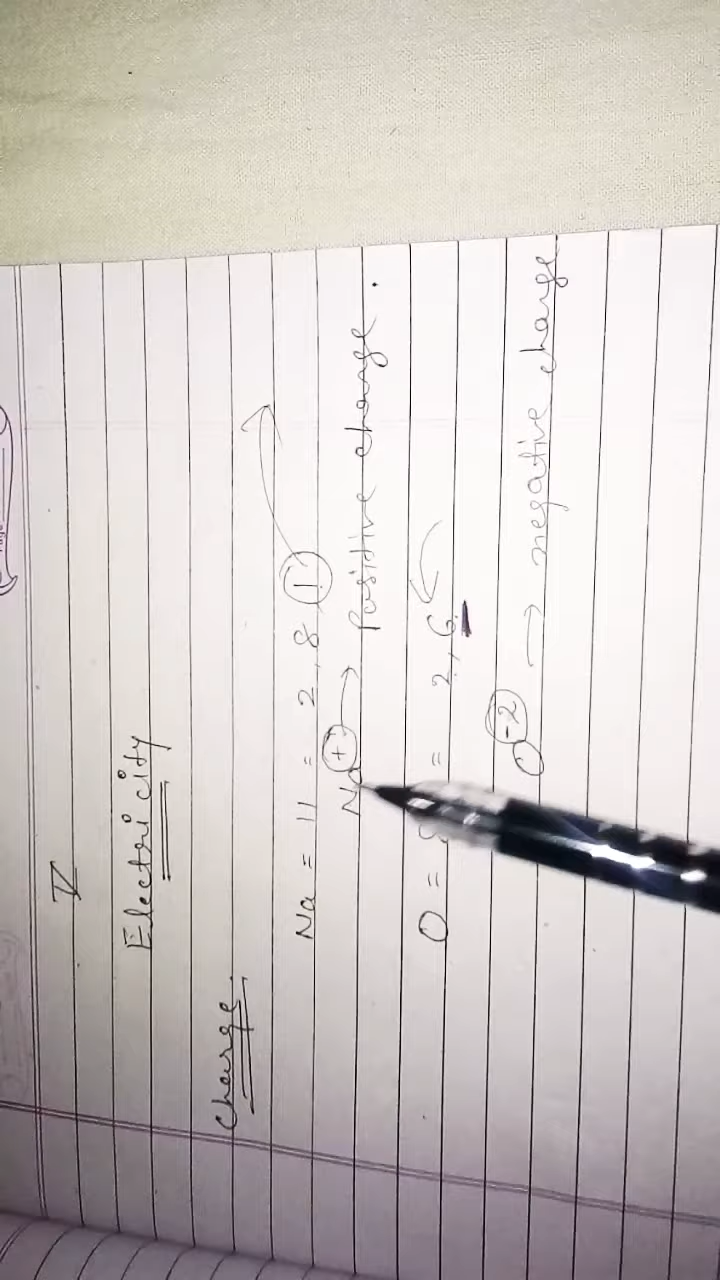 V
Electricity
Charge
Na = 11 = 2, 8 1
Na+ → Positive charge.
O = 8 = 2, 6
O-2 → negative charge